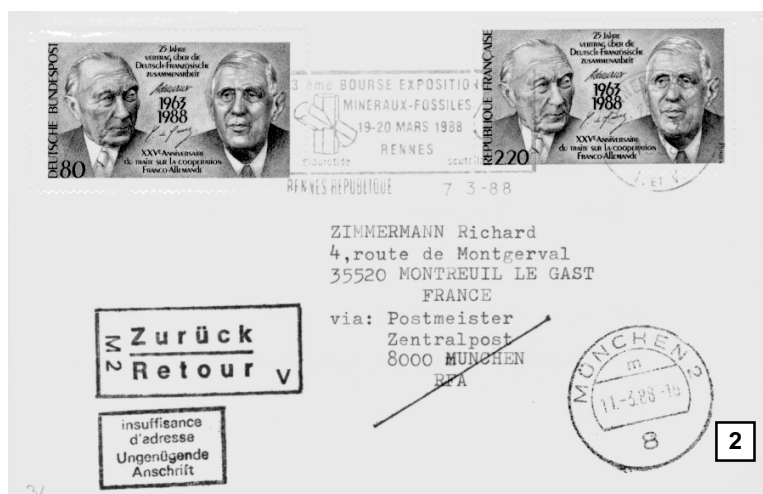 DEUTSCHE BUNDESPOST
80
25 Jahre
Vertrag über die
Deutsch-Französische
Zusammenarbeit
1963
1988
XXVe Anniversaire
du traité sur la coopération
Franco-Allemande
3 ème BOURSE EXPOSITIO
MINERAUX-FOSSILES
19-20 MARS 1988
RENNES
RENNES REPUBLIQUE
7 3-88
REPUBLIQUE FRANÇAISE
2,20
25 Jahre
Vertrag über die
Deutsch-Französische
Zusammenarbeit
1963
1988
XXVe Anniversaire
du traité sur la coopération
Franco-Allemande
I. ET V.
ZIMMERMANN Richard
4,route de Montgerval
35520 MONTREUIL LE GAST
FRANCE
via: Postmeister
Zentralpost
8000 MUNCHEN
RFA
M2
Zurück
Retour
V
insuffisance
d'adresse
Ungenügende
Anschrift
MÜNCHEN 2
m
11.-3.88-15
8
2